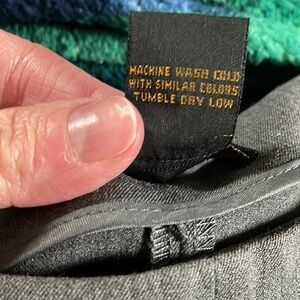 MACHINE WASH COLD
WITH SIMILAR COLORS
TUMBLE DRY LOW